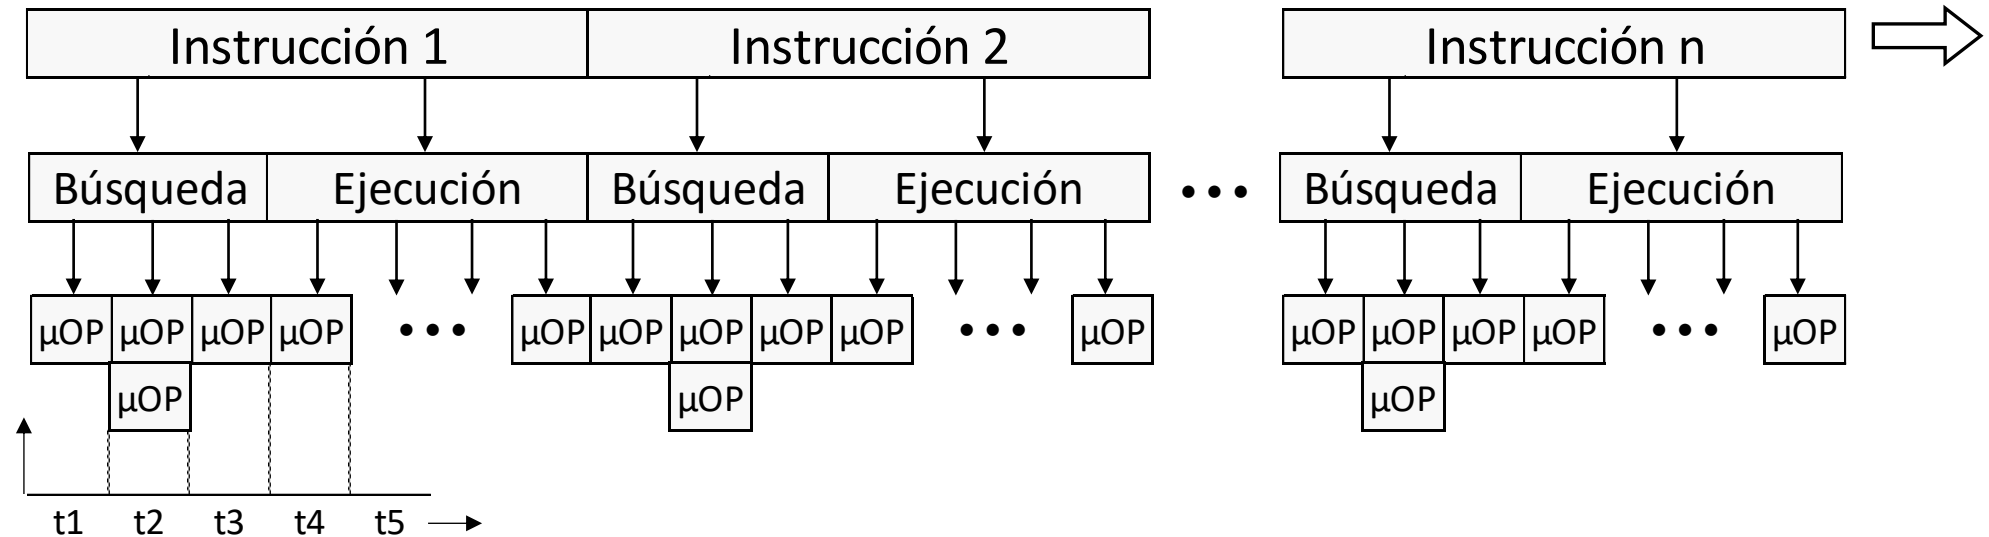 Instrucción 1 Instrucción 2 Instrucción n
Búsqueda Ejecución Búsqueda Ejecución ••• Búsqueda Ejecución
μOP μOP μOP μOP ••• μOP μOP μOP μOP μOP ••• μOP μOP μOP μOP μOP ••• μOP
μOP μOP μOP
t1 t2 t3 t4 t5